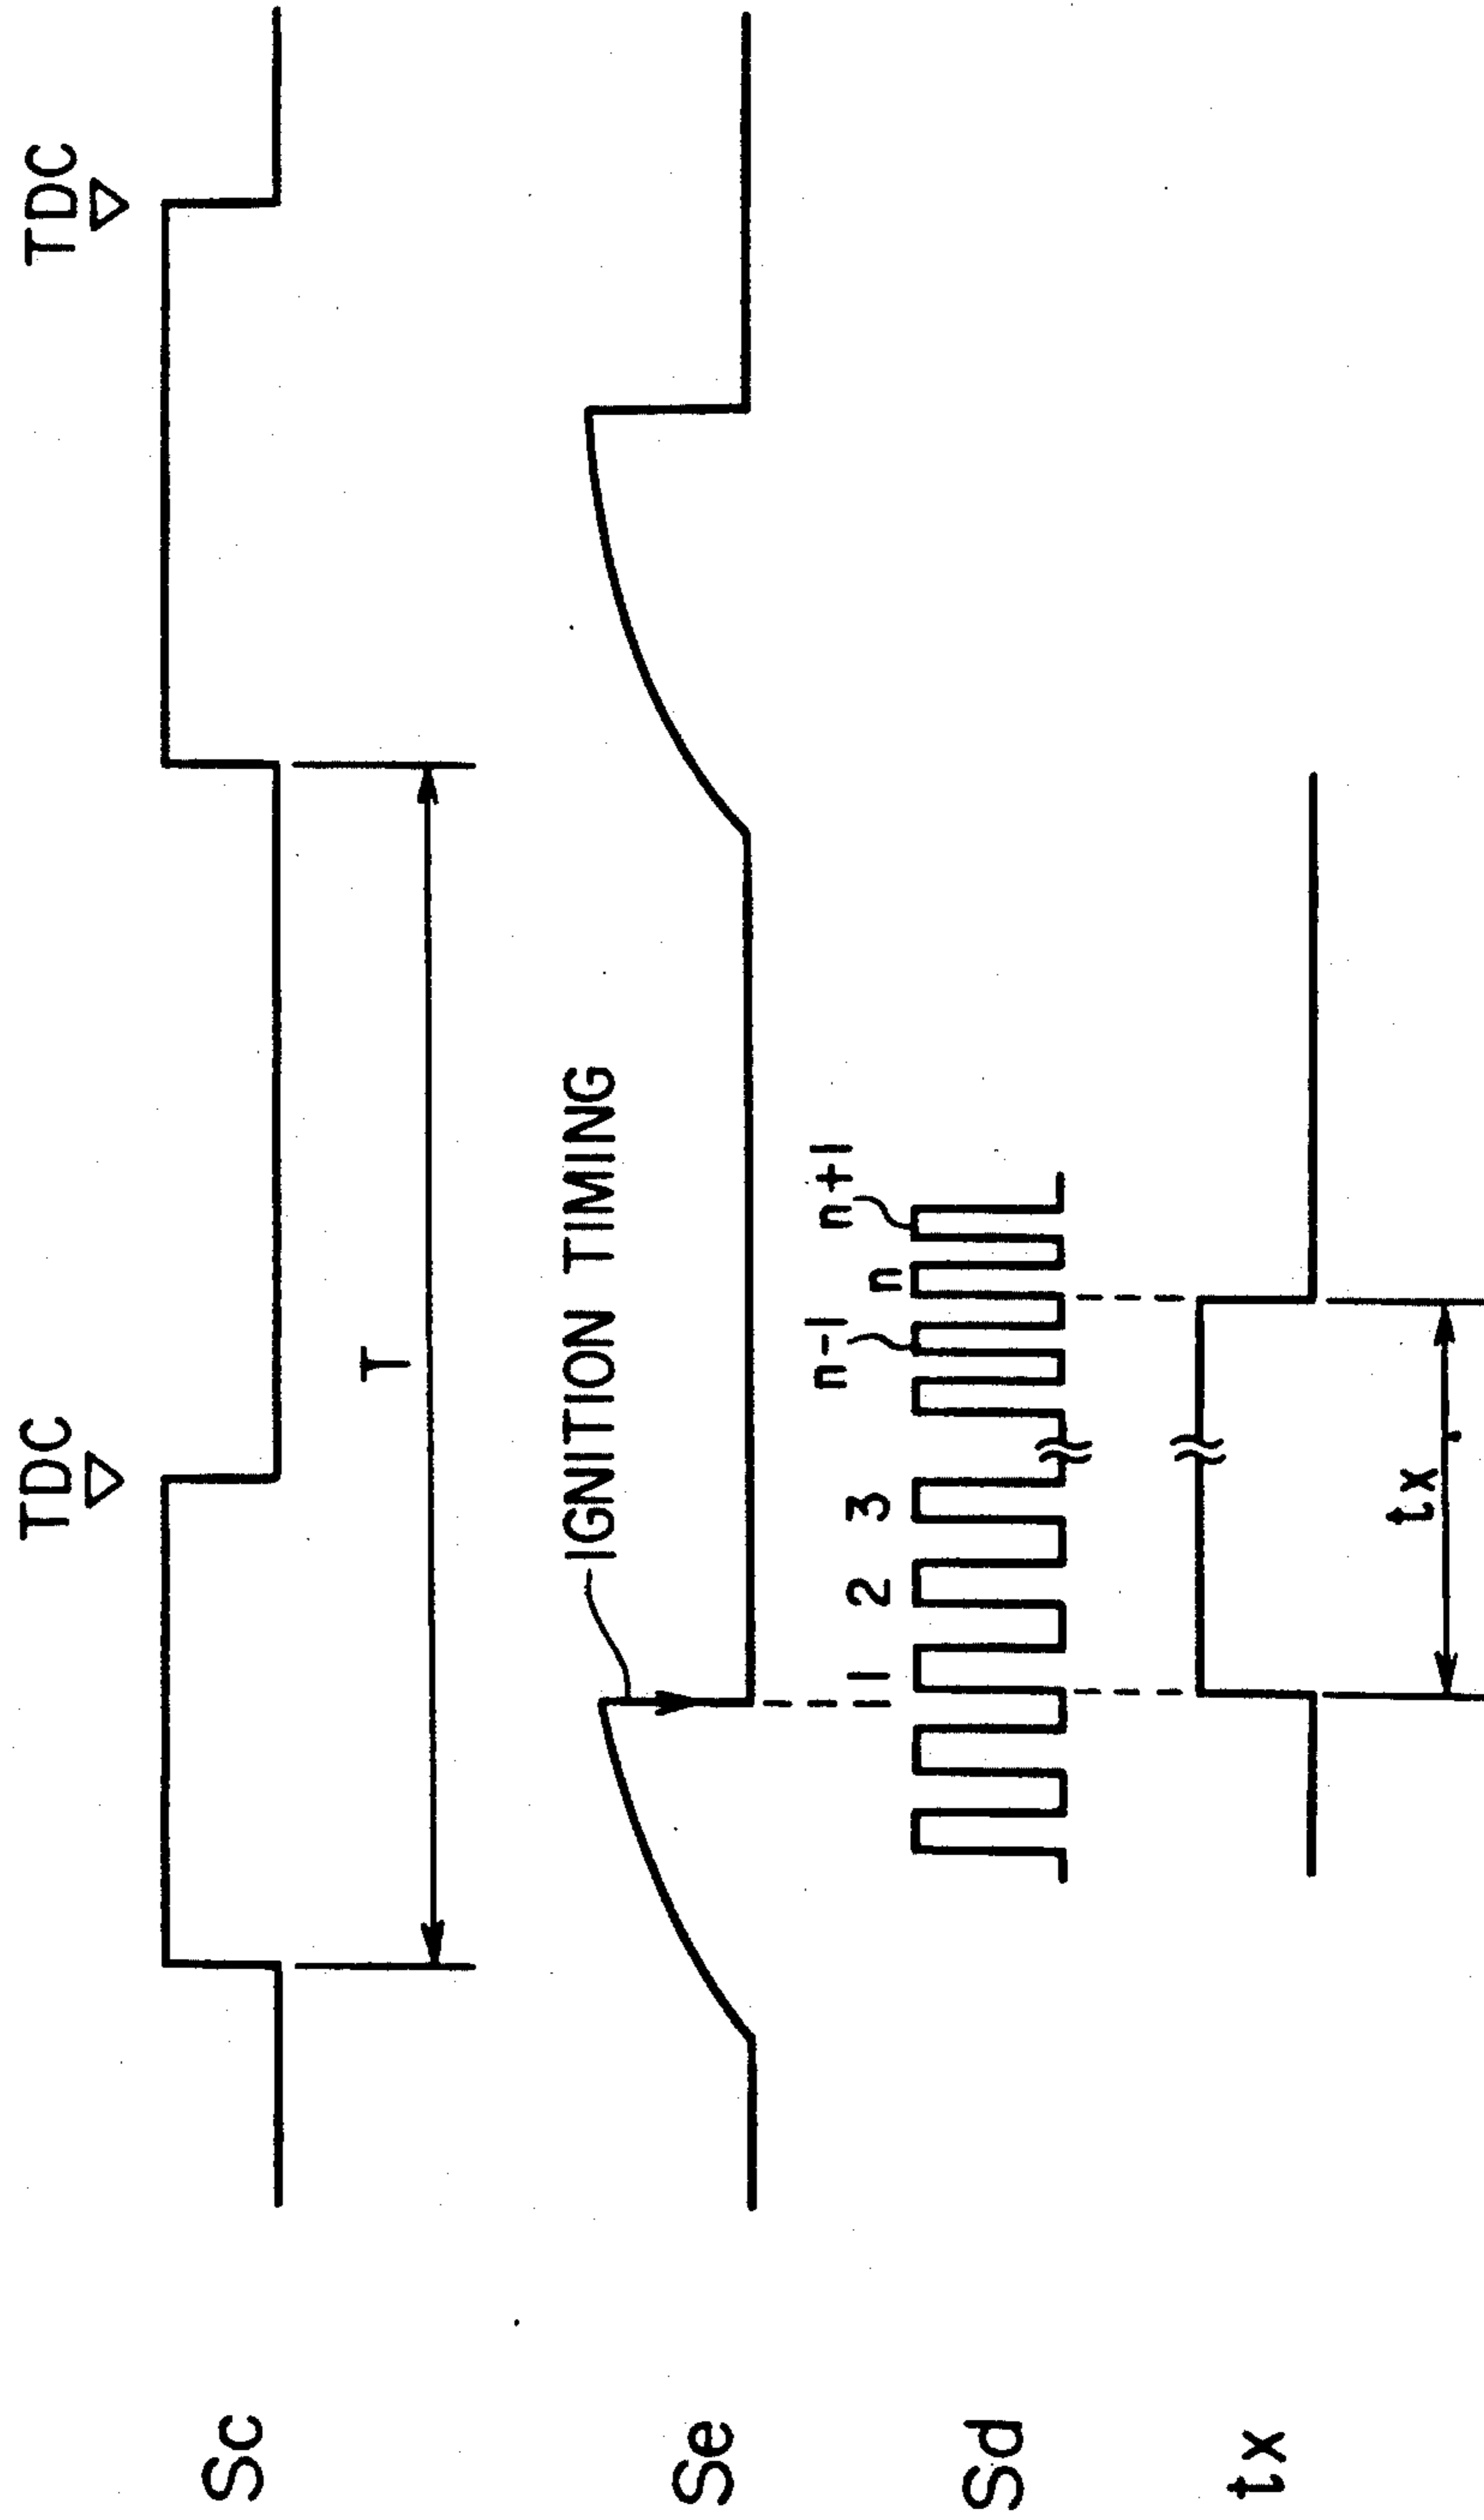 TDC TDC
Sc
T
IGNITION TIMING
Se
1 2 3 n-1 n n+1
Sd
tx
tx